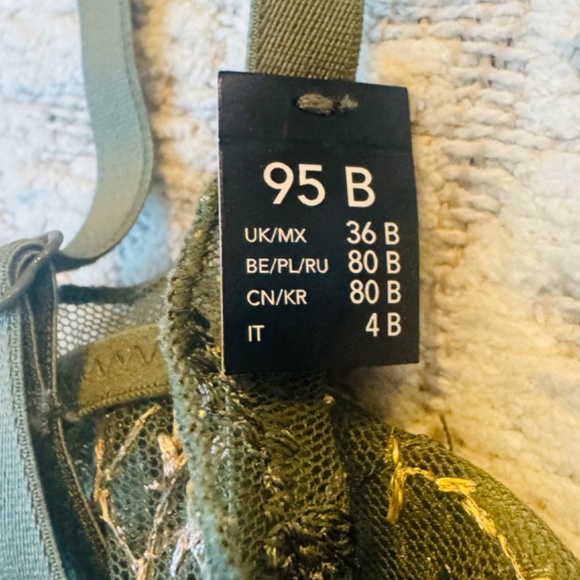 95 B
UK/MX 36 B
BE/PL/RU 80 B
CN/KR 80 B
IT 4 B